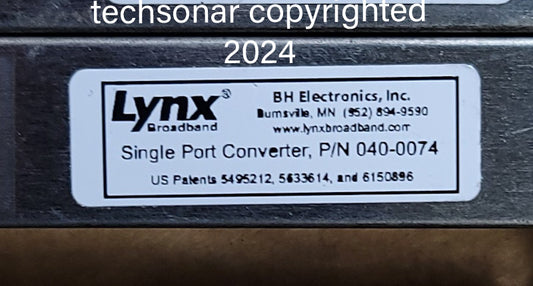 techsonar copyrighted
2024
Lynx®
Broadband
BH Electronics, Inc.
Burnsville, MN (952) 894-9590
www.lynxbroadband.com
Single Port Converter, P/N 040-0074
US Patents 5495212, 5633614, and 6150896